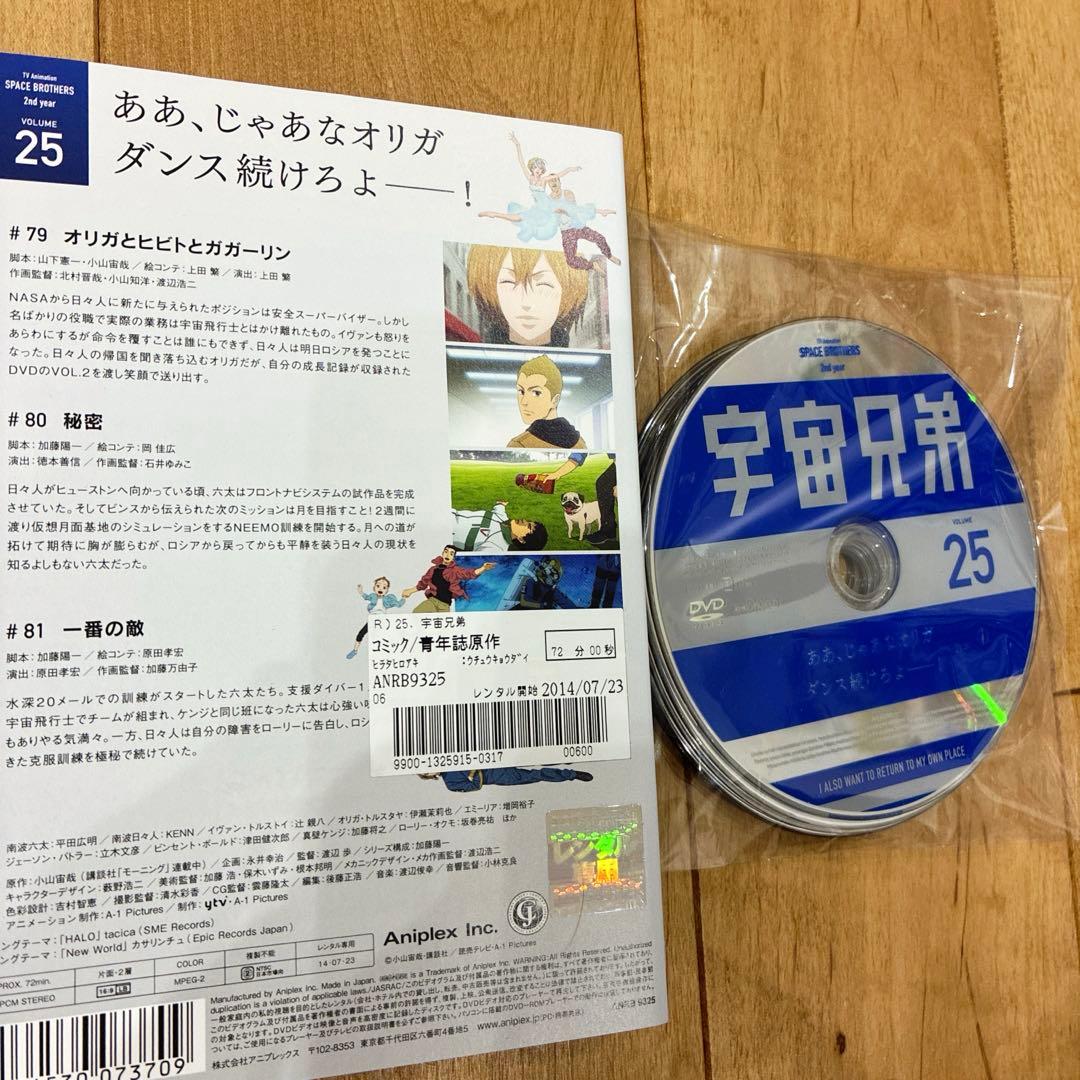 TV Animation
SPACE BROTHERS
2nd year
VOLUME
25
ああ、じゃあなオリガ
ダンス続けろよ――!
#79 オリガとヒビトとガガーリン
脚本:山下憲一・小山宙哉/絵コンテ:上田 繁/演出:上田 繁
作画監督:北村晋哉・小山知洋・渡辺浩二
NASAから日々人に新たに与えられたポジションは安全スーパーバイザー。しかし
名ばかりの役職で実際の業務は宇宙飛行士とはかけ離れたもの。イヴァンも怒りを
あらわにするが命令を覆すことは誰にもできず、日々人は明日ロシアを発つことに
なった。日々人の帰国を聞き落ち込むオリガだが、自分の成長記録が収録された
DVDのVOL.2を渡し笑顔で送り出す。
#80 秘密
脚本:加藤陽一/絵コンテ:岡 佳広
演出:徳本善信/作画監督:石井ゆみこ
日々人がヒューストンへ向かっている頃、六太はフロントナビシステムの試作品を完成
させていた。そしてビンスから伝えられた次のミッションは月を目指すこと!2週間に
渡り仮想月面基地のシミュレーションをするNEEMO訓練を開始する。月への道が
拓けて期待に胸が膨らむが、ロシアから戻ってからも平静を装う日々人の現状を
知るよしもない六太だった。
#81 一番の敵
脚本:加藤陽一/絵コンテ:原田孝宏
演出:原田孝宏/作画監督:加藤万由子
水深20メールでの訓練がスタートした六太たち。支援ダイバー1
宇宙飛行士でチームが組まれ、ケンジと同じ班になった六太は心強い
もありやる気満々。一方、日々人は自分の障害をローリーに告白し、ロシ
きた克服訓練を極秘で続けていた。
R)25. 宇宙兄弟
コミック/青年誌原作
72 分 00 秒
ヒラタヒロアキ :ウチュウキョウダイ
ANRB9325
06
レンタル開始 2014/07/23
9900-1325915-0317 00600
南波六太:平田広明/南波日々人:KENN/イヴァン・トルストイ:辻 親八/オリガ・トルスタヤ:伊瀬茉莉也/エミーリア:増岡裕子
ジェーソン・バトラー:立木文彦/ビンセント・ボールド:津田健次郎/真壁ケンジ:加藤将之/ローリー・オクモ:坂巻亮祐 ほか
原作:小山宙哉(講談社「モーニング」連載中)/企画:永井幸治/監督:渡辺 歩/シリーズ構成:加藤陽一
キャラクターデザイン:薮野浩二/美術監督:加藤 浩・保木いずみ・根本邦明/メカニックデザイン・メカ作画監督:渡辺浩二
色彩設計:吉村智恵/撮影監督:清水彩香/CG監督:雲藤隆太/編集:後藤正浩/音楽:渡辺俊幸/音響監督:小林克良
アニメーション制作:A-1 Pictures/制作:ytv・A-1 Pictures
ングテーマ:「HALO」tacica(SME Records)
ングテーマ:「New World」カサリンチュ(Epic Records Japan)
PROX. 72min.
片面・2層
COLOR
複製不能
レンタル専用
PCM STEREO
16:9 LB
MPEG-2
2 NTSC 日本市場向
14・07・23
Aniplex Inc.
©小山宙哉・講談社/読売テレビ・A-1 Pictures
Manufactured by Aniplex Inc. Made in Japan.
is a Trademark of Aniplex Inc. WARNING: All Rights Reserved. Unauthorized
duplication is a violation of applicable laws/JASRAC
www.aniplex.jp(PC・携帯共通)
株式会社アニプレックス 〒102-8353 東京都千代田区六番町4番地5
ANRB 9325
073709
レンタル
TV Animation
SPACE BROTHERS
2nd year
宇宙兄弟
VOLUME
25
DVD
ああ、じゃあなオリガ
ダンス続けろよ――!
I ALSO WANT TO RETURN TO MY OWN PLACE